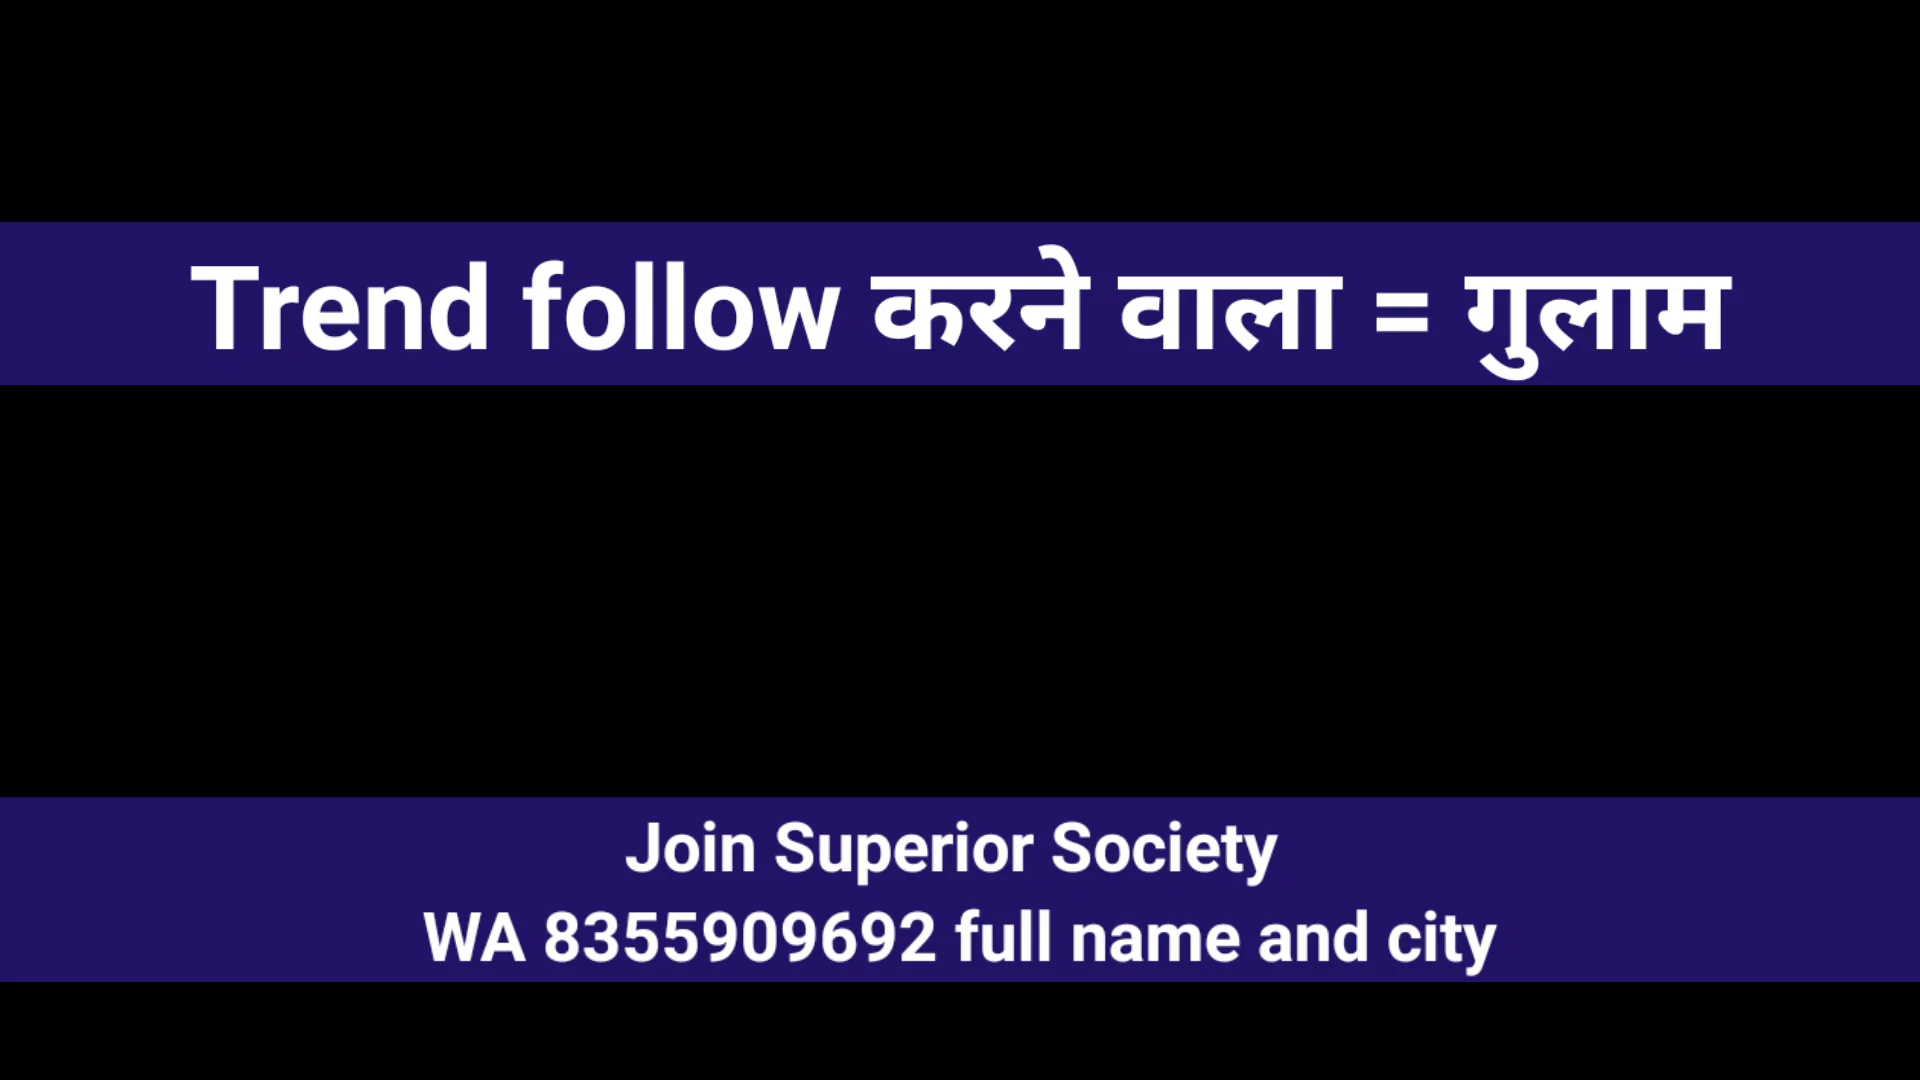 Trend follow करने वाला = गुलाम
Join Superior Society
WA 8355909692 full name and city